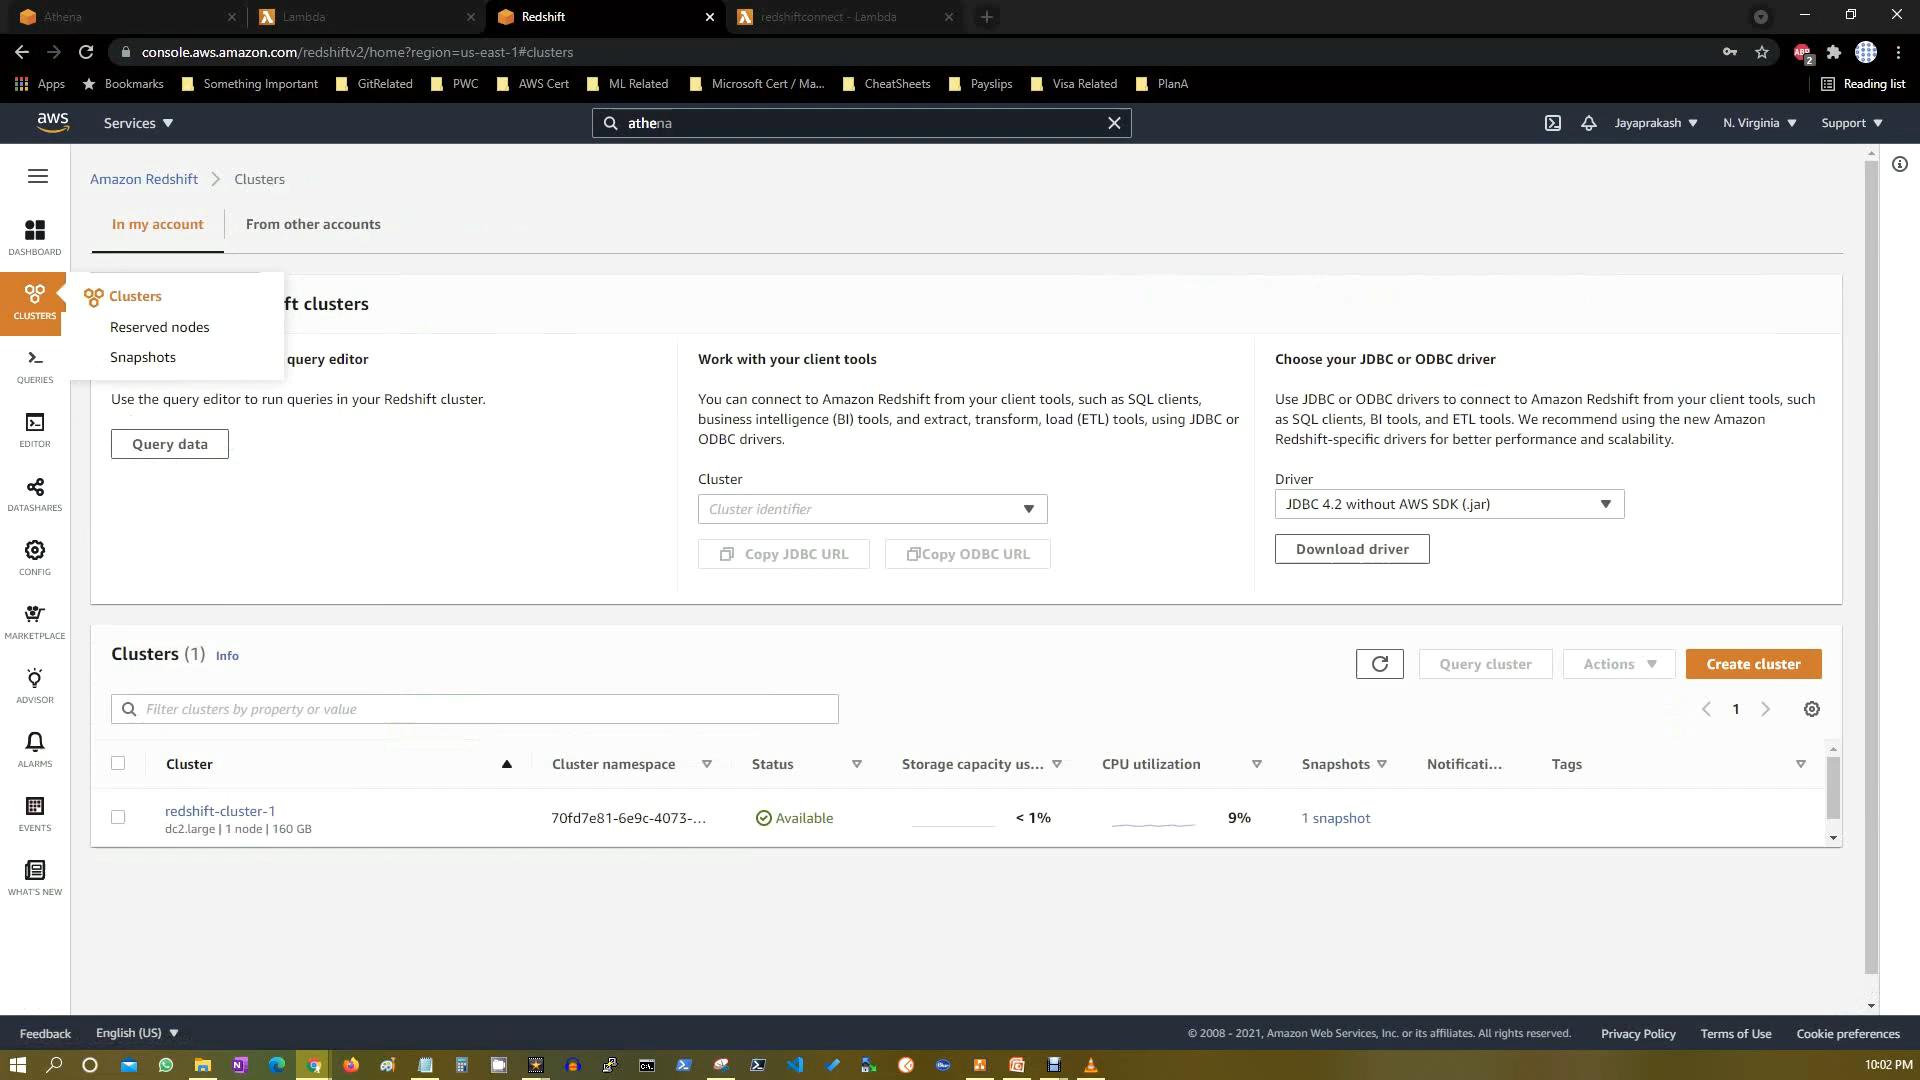 Athena
Lambda
Redshift
redshiftconnect - Lambda
console.aws.amazon.com/redshiftv2/home?region=us-east-1#clusters
ABP 2
Apps
Bookmarks
Something Important
GitRelated
PWC
AWS Cert
ML Related
Microsoft Cert / Ma...
CheatSheets
Payslips
Visa Related
PlanA
Reading list
aws
Services
athena
Jayaprakash
N. Virginia
Support
Amazon Redshift
Clusters
In my account
From other accounts
DASHBOARD
CLUSTERS
QUERIES
EDITOR
DATASHARES
CONFIG
MARKETPLACE
ADVISOR
ALARMS
EVENTS
WHAT'S NEW
Clusters
Reserved nodes
Snapshots
ft clusters
query editor
Use the query editor to run queries in your Redshift cluster.
Query data
Work with your client tools
You can connect to Amazon Redshift from your client tools, such as SQL clients,
business intelligence (BI) tools, and extract, transform, load (ETL) tools, using JDBC or
ODBC drivers.
Cluster
Cluster identifier
Copy JDBC URL
Copy ODBC URL
Choose your JDBC or ODBC driver
Use JDBC or ODBC drivers to connect to Amazon Redshift from your client tools, such
as SQL clients, BI tools, and ETL tools. We recommend using the new Amazon
Redshift-specific drivers for better performance and scalability.
Driver
JDBC 4.2 without AWS SDK (.jar)
Download driver
Clusters (1) Info
Query cluster
Actions
Create cluster
Filter clusters by property or value
1
Cluster
Cluster namespace
Status
Storage capacity us...
CPU utilization
Snapshots
Notificati...
Tags
redshift-cluster-1
dc2.large | 1 node | 160 GB
70fd7e81-6e9c-4073-...
Available
< 1%
9%
1 snapshot
Feedback
English (US)
© 2008 - 2021, Amazon Web Services, Inc. or its affiliates. All rights reserved.
Privacy Policy
Terms of Use
Cookie preferences
10:02 PM